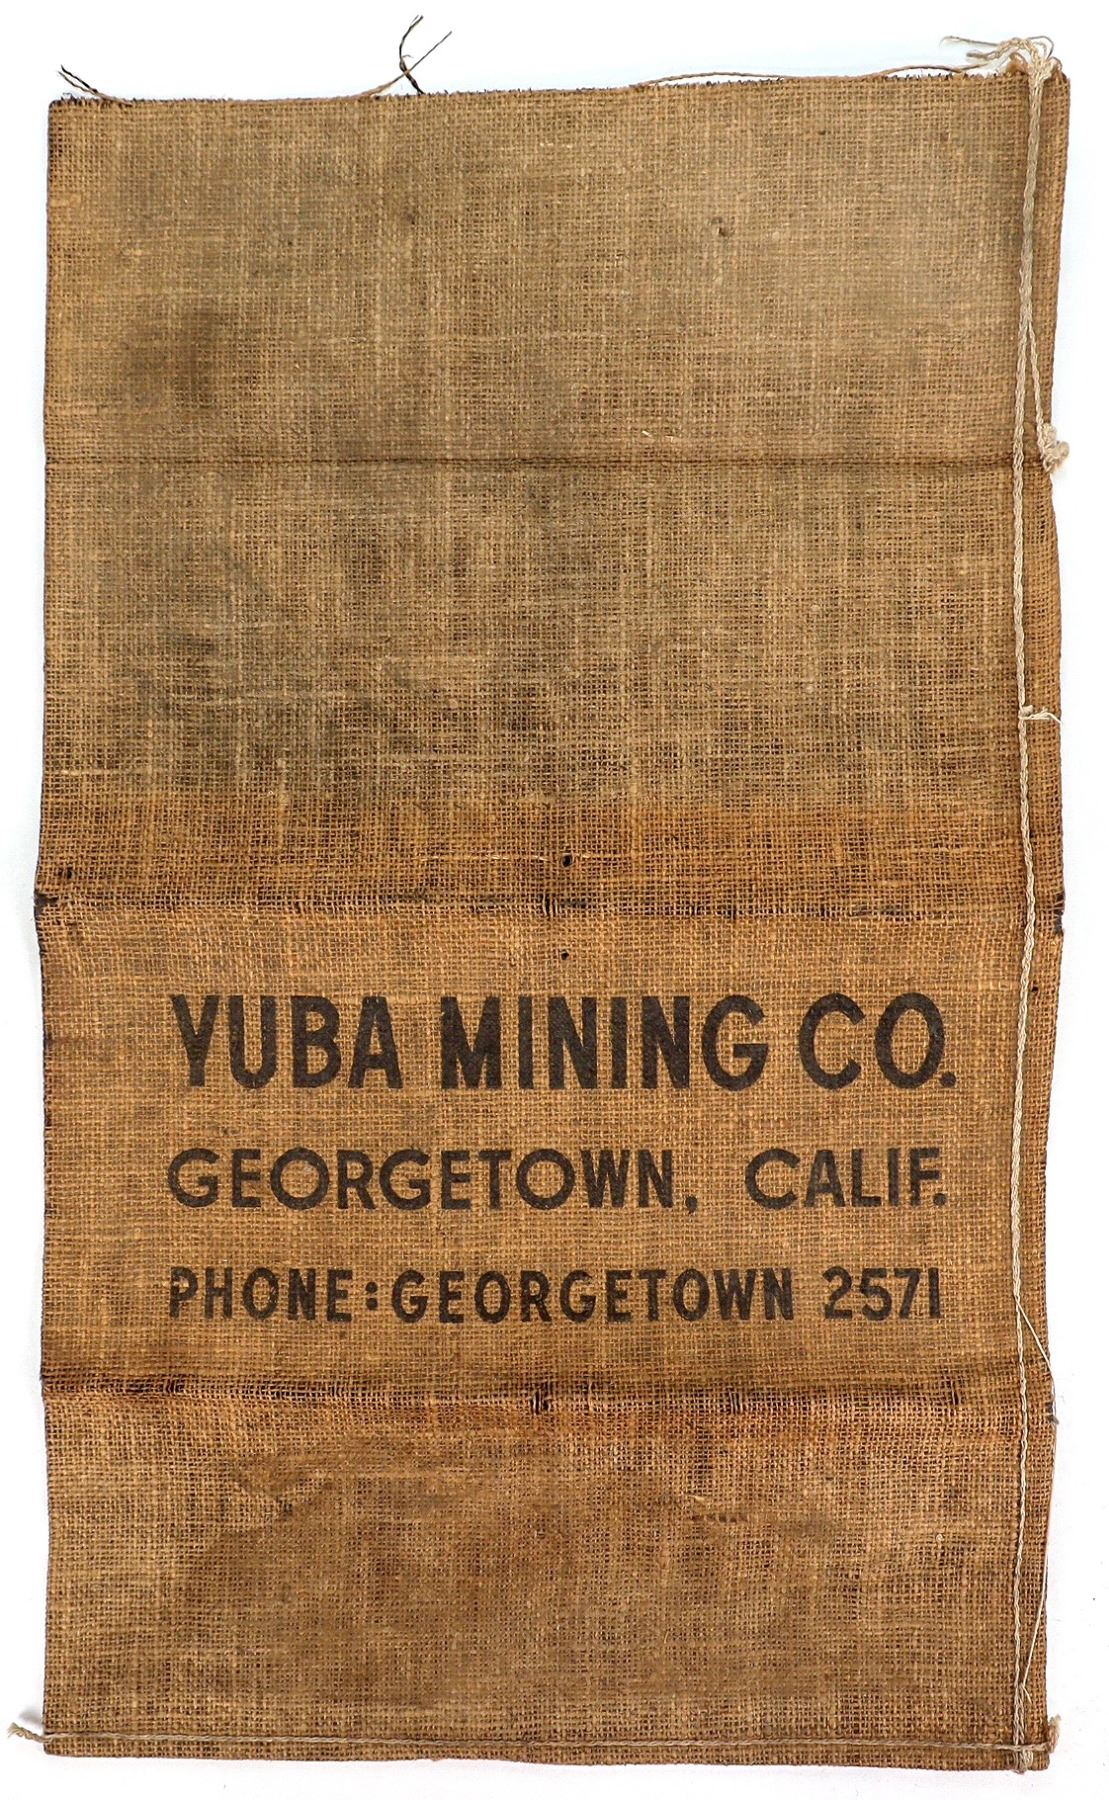 YUBA MINING CO.
GEORGETOWN, CALIF.
PHONE: GEORGETOWN 2571